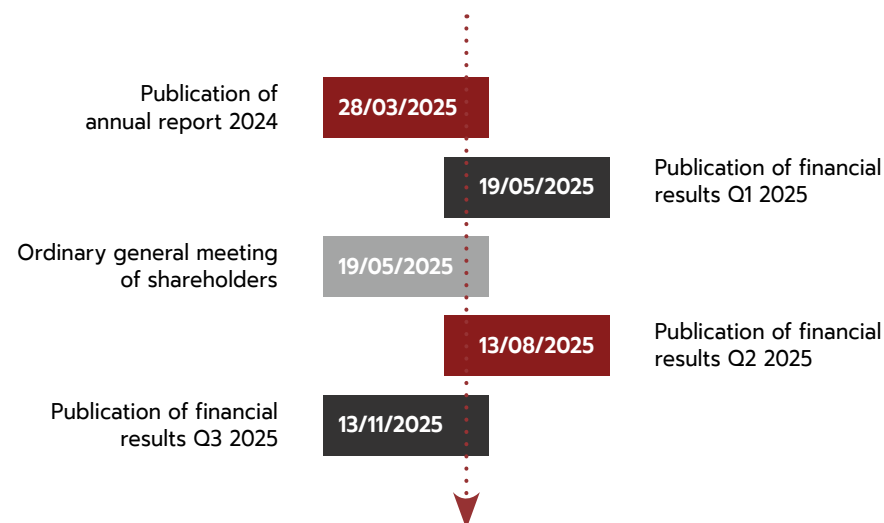 Publication of
annual report 2024
28/03/2025
19/05/2025
Publication of financial
results Q1 2025
Ordinary general meeting
of shareholders
19/05/2025
13/08/2025
Publication of financial
results Q2 2025
Publication of financial
results Q3 2025
13/11/2025